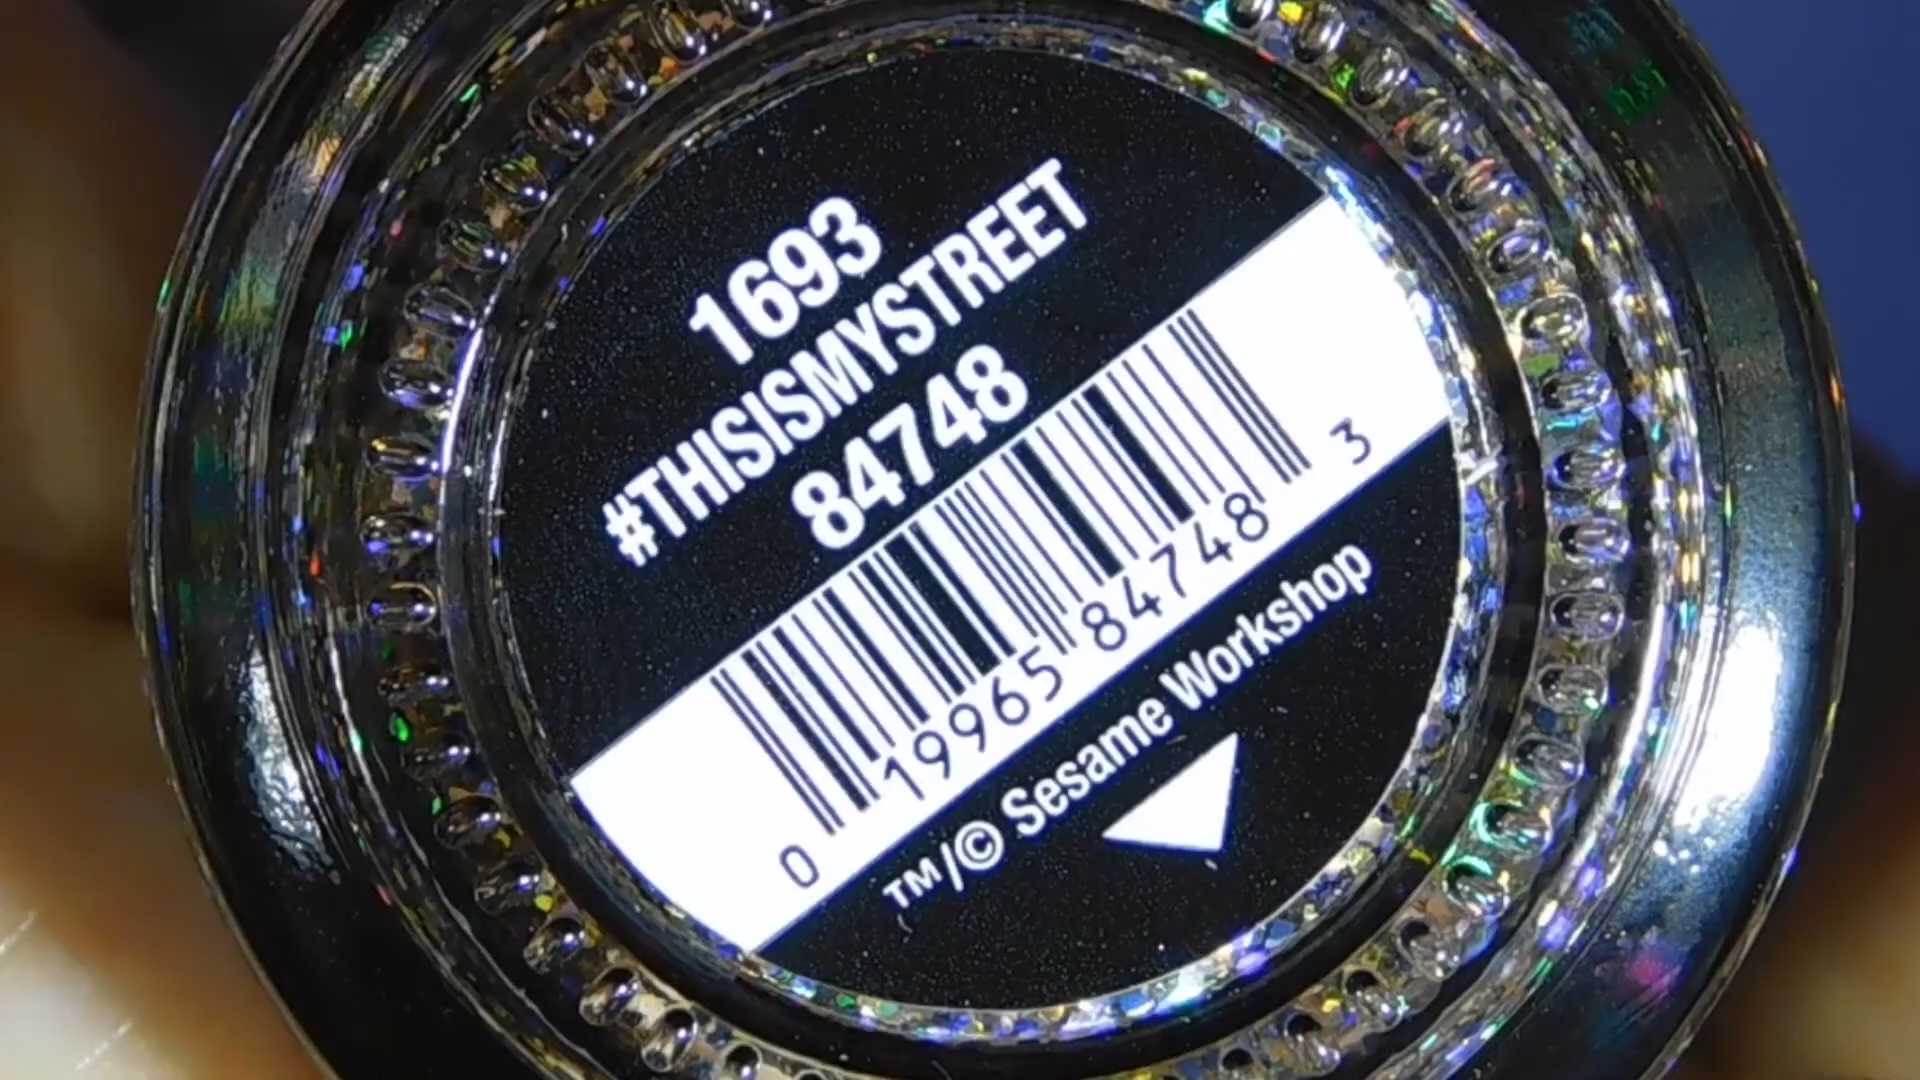 1693
#THISISMYSTREET
84748
0 19965 84748 3
™/© Sesame Workshop